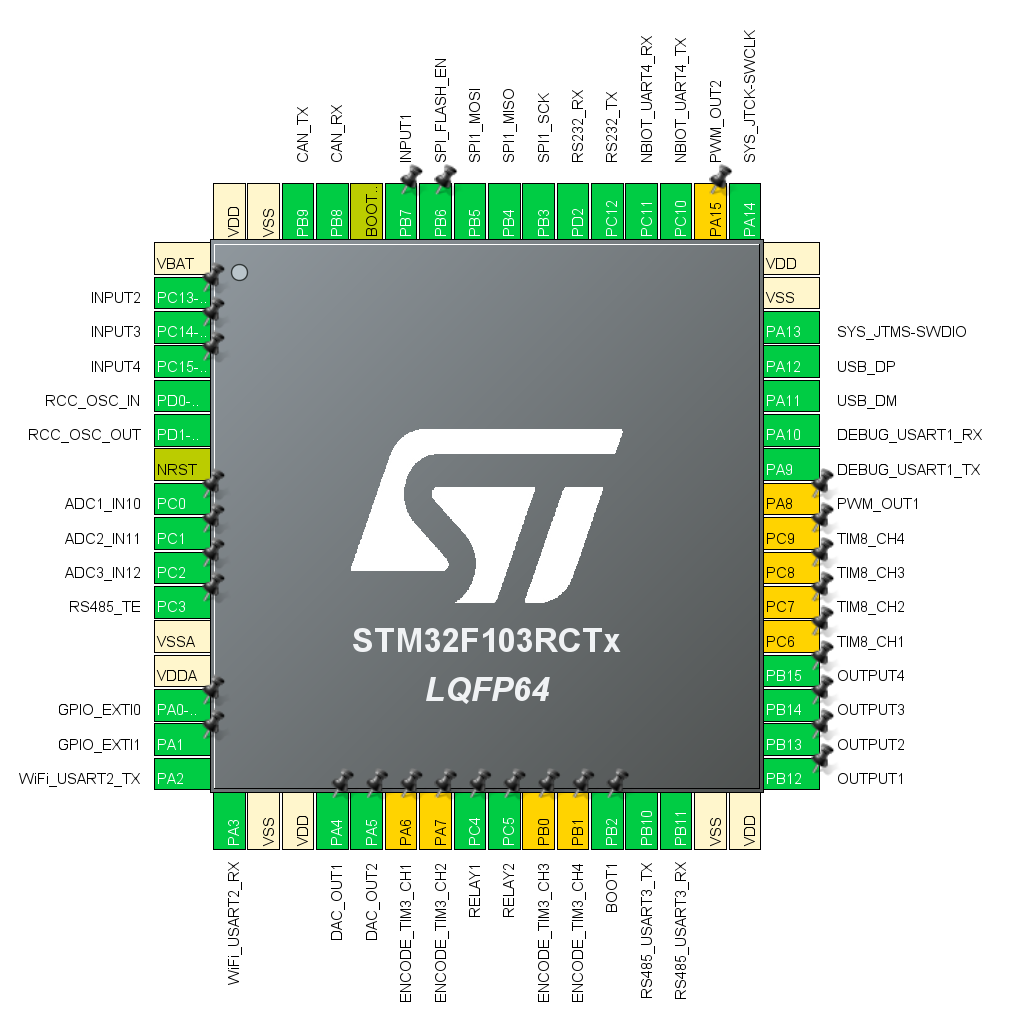 CAN_TX
CAN_RX
INPUT1
SPI_FLASH_EN
SPI1_MOSI
SPI1_MISO
SPI1_SCK
RS232_RX
RS232_TX
NBIOT_UART4_RX
NBIOT_UART4_TX
PWM_OUT2
SYS_JTCK-SWCLK
VDD
VSS
PB9
PB8
BOOT..
PB7
PB6
PB5
PB4
PB3
PD2
PC12
PC11
PC10
PA15
PA14
VBAT
INPUT2 PC13-..
INPUT3 PC14-..
INPUT4 PC15-..
RCC_OSC_IN PD0-..
RCC_OSC_OUT PD1-..
NRST
ADC1_IN10 PC0
ADC2_IN11 PC1
ADC3_IN12 PC2
RS485_TE PC3
VSSA
VDDA
GPIO_EXTI0 PA0-..
GPIO_EXTI1 PA1
WiFi_USART2_TX PA2
ST
STM32F103RCTx
LQFP64
VDD
VSS
PA13 SYS_JTMS-SWDIO
PA12 USB_DP
PA11 USB_DM
PA10 DEBUG_USART1_RX
PA9 DEBUG_USART1_TX
PA8 PWM_OUT1
PC9 TIM8_CH4
PC8 TIM8_CH3
PC7 TIM8_CH2
PC6 TIM8_CH1
PB15 OUTPUT4
PB14 OUTPUT3
PB13 OUTPUT2
PB12 OUTPUT1
PA3
VSS
VDD
PA4
PA5
PA6
PA7
PC4
PC5
PB0
PB1
PB2
PB10
PB11
VSS
VDD
WiFi_USART2_RX
DAC_OUT1
DAC_OUT2
ENCODE_TIM3_CH1
ENCODE_TIM3_CH2
RELAY1
RELAY2
ENCODE_TIM3_CH3
ENCODE_TIM3_CH4
BOOT1
RS485_USART3_TX
RS485_USART3_RX